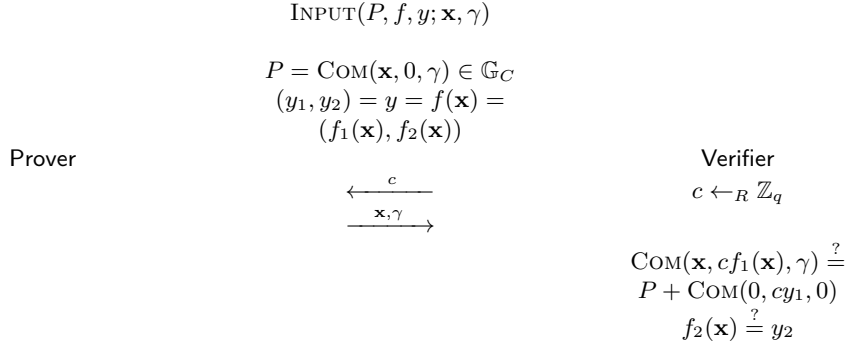 INPUT(P, f, y; x, γ)
P = COM(x, 0, γ) ∈ 𝔾_C
(y₁, y₂) = y = f(x) =
(f₁(x), f₂(x))
Prover Verifier
c
c ←_R ℤ_q
x,γ
COM(x, cf₁(x), γ) ≟
P + COM(0, cy₁, 0)
f₂(x) ≟ y₂